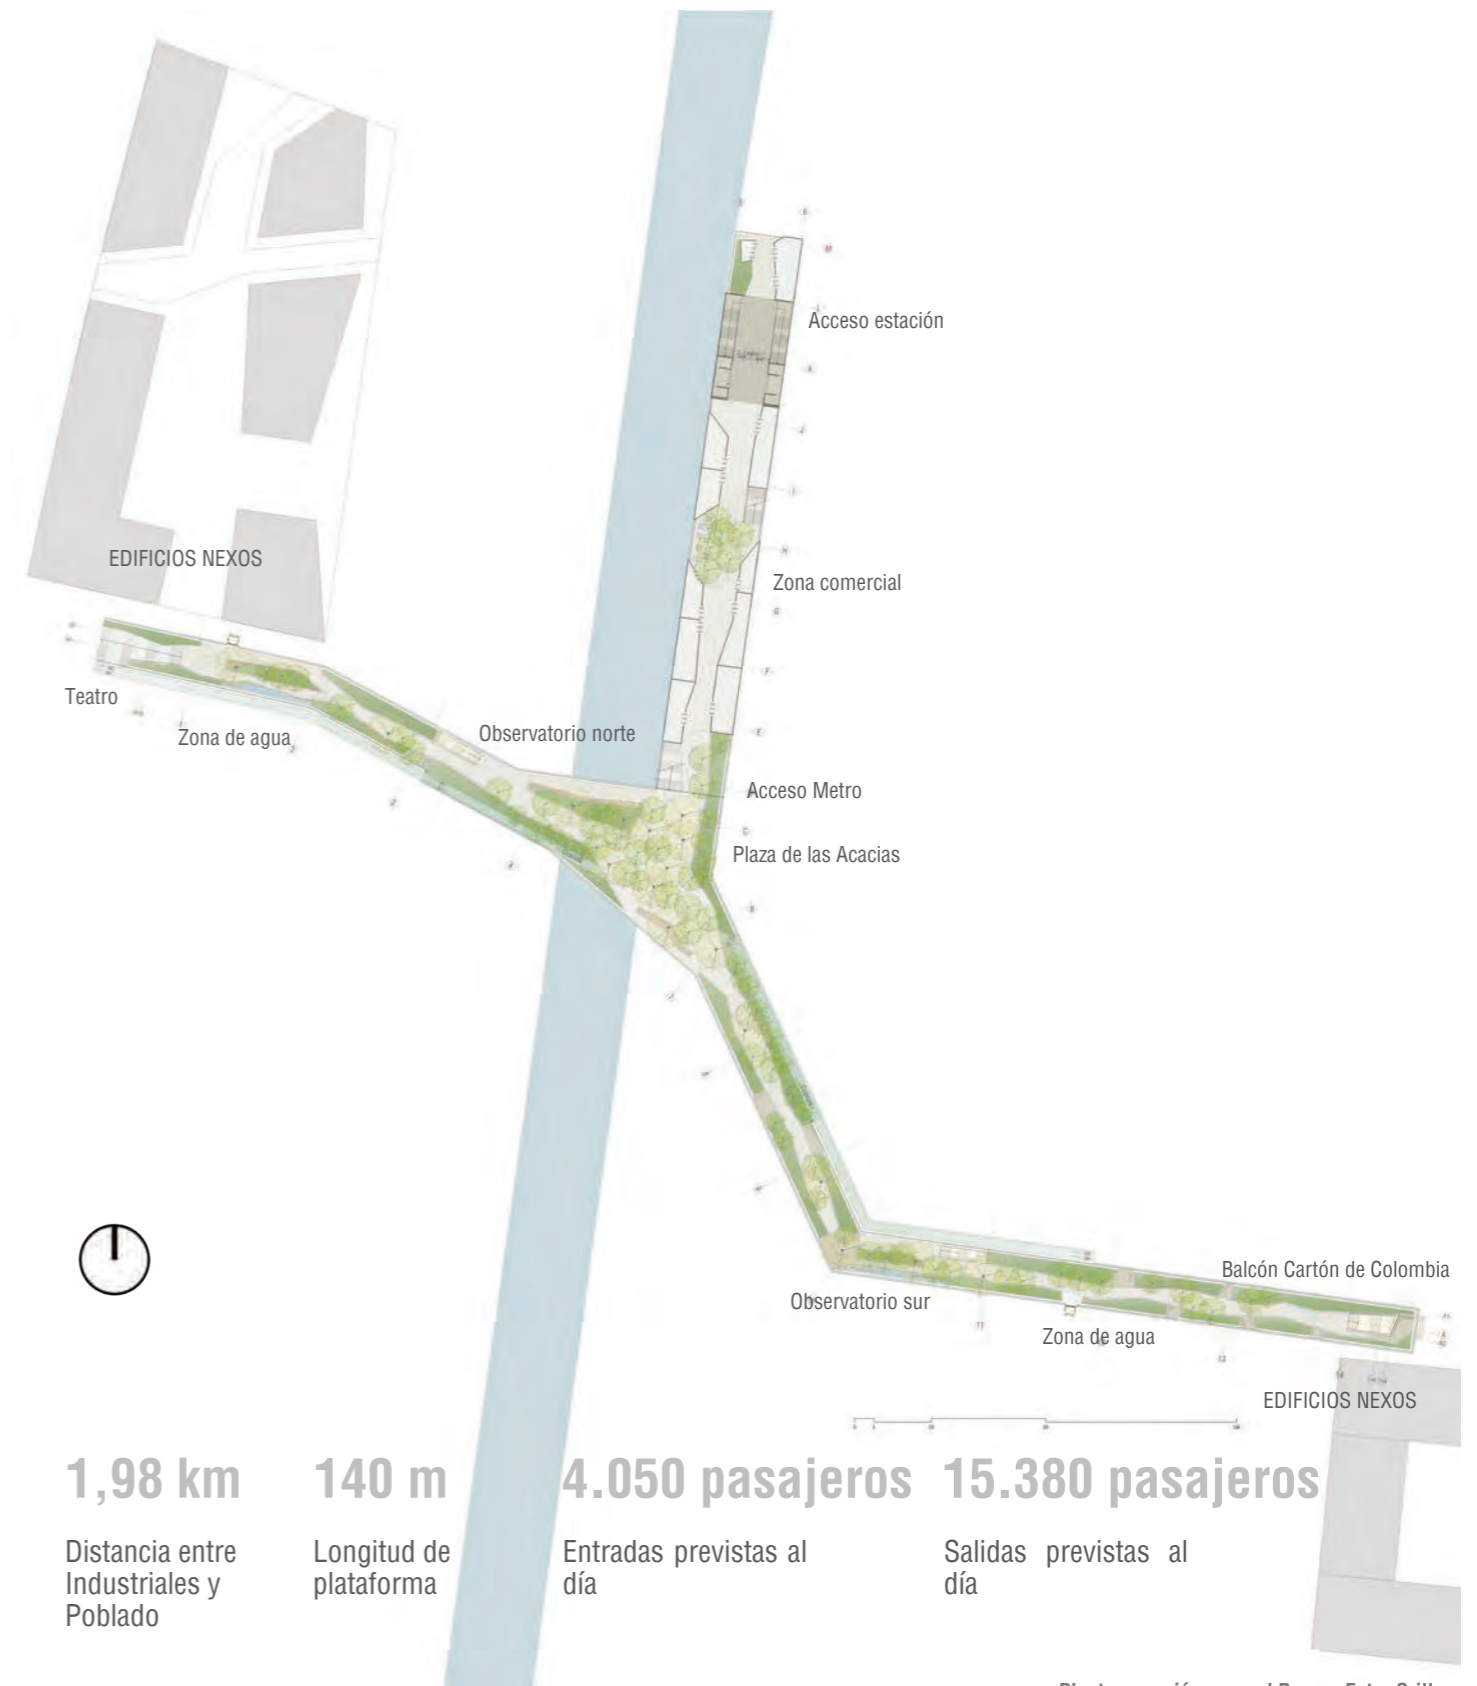 Acceso estación
EDIFICIOS NEXOS
Zona comercial
Teatro
Zona de agua
Observatorio norte
Acceso Metro
Plaza de las Acacias
Balcón Cartón de Colombia
Observatorio sur
Zona de agua
EDIFICIOS NEXOS
1,98 km
Distancia entre
Industriales y
Poblado
140 m
Longitud de
plataforma
4.050 pasajeros
Entradas previstas al
día
15.380 pasajeros
Salidas previstas al
día